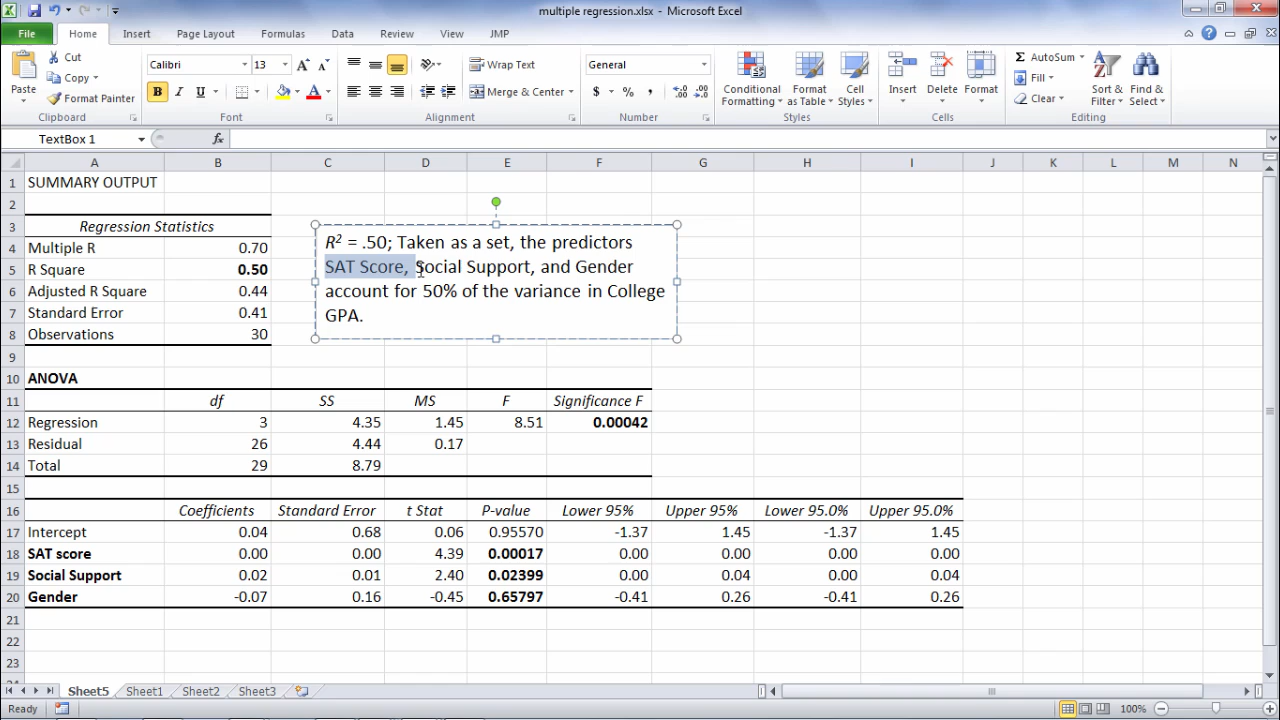 multiple regression.xlsx - Microsoft Excel
File Home Insert Page Layout Formulas Data Review View JMP
Paste
Cut
Copy
Format Painter
Clipboard
Calibri 13
B I U
Font
Wrap Text
Merge & Center
Alignment
General
$ % ,
Number
Conditional Formatting
Format as Table
Cell Styles
Styles
Insert Delete Format
Cells
AutoSum
Fill
Clear
Sort & Filter
Find & Select
Editing
TextBox 1 fx
A B C D E F G H I J K L M N
1 SUMMARY OUTPUT
2
3 Regression Statistics
4 Multiple R 0.70
5 R Square 0.50
6 Adjusted R Square 0.44
7 Standard Error 0.41
8 Observations 30
R² = .50; Taken as a set, the predictors
SAT Score, Social Support, and Gender
account for 50% of the variance in College
GPA.
9
10 ANOVA
11 df SS MS F Significance F
12 Regression 3 4.35 1.45 8.51 0.00042
13 Residual 26 4.44 0.17
14 Total 29 8.79
15
16 Coefficients Standard Error t Stat P-value Lower 95% Upper 95% Lower 95.0% Upper 95.0%
17 Intercept 0.04 0.68 0.06 0.95570 -1.37 1.45 -1.37 1.45
18 SAT score 0.00 0.00 4.39 0.00017 0.00 0.00 0.00 0.00
19 Social Support 0.02 0.01 2.40 0.02399 0.00 0.04 0.00 0.04
20 Gender -0.07 0.16 -0.45 0.65797 -0.41 0.26 -0.41 0.26
21
22
23
Sheet5 Sheet1 Sheet2 Sheet3
Ready 100%